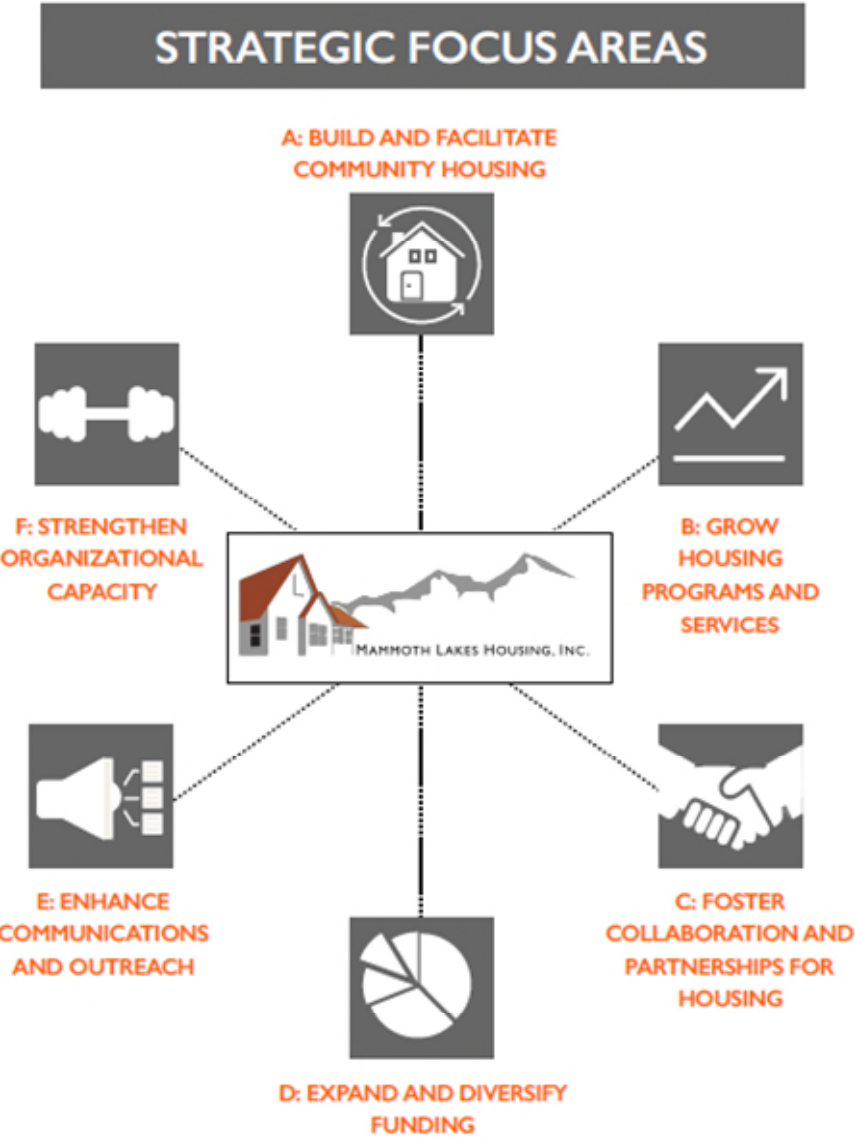 STRATEGIC FOCUS AREAS
A: BUILD AND FACILITATE
COMMUNITY HOUSING
F: STRENGTHEN
ORGANIZATIONAL
CAPACITY
B: GROW
HOUSING
PROGRAMS AND
SERVICES
MAMMOTH LAKES HOUSING, INC.
E: ENHANCE
COMMUNICATIONS
AND OUTREACH
C: FOSTER
COLLABORATION AND
PARTNERSHIPS FOR
HOUSING
D: EXPAND AND DIVERSIFY
FUNDING